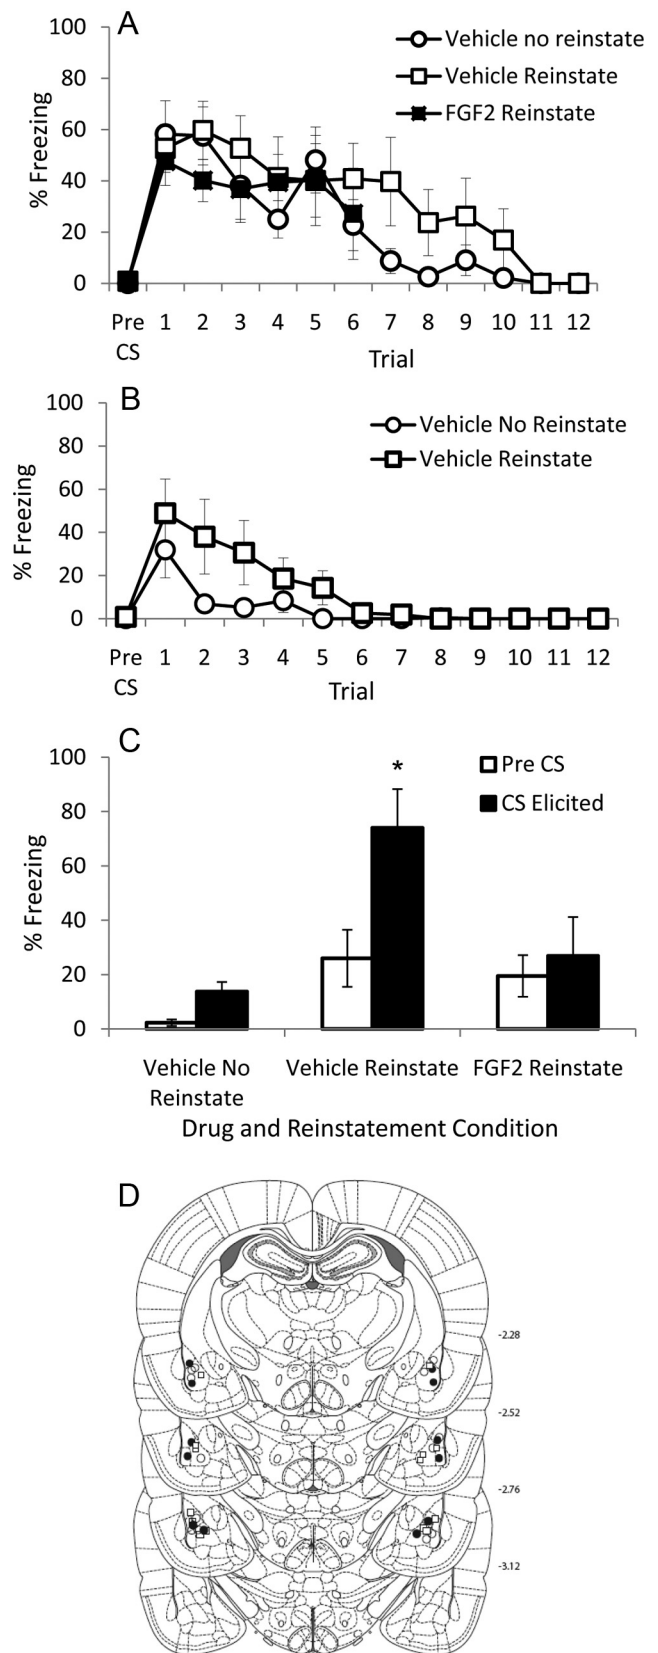 A
Vehicle no reinstate
Vehicle Reinstate
FGF2 Reinstate
% Freezing
100
80
60
40
20
0
Pre CS 1 2 3 4 5 6 7 8 9 10 11 12
Trial
B
Vehicle No Reinstate
Vehicle Reinstate
% Freezing
100
80
60
40
20
0
Pre CS 1 2 3 4 5 6 7 8 9 10 11 12
Trial
C
Pre CS
CS Elicited
*
% Freezing
100
80
60
40
20
0
Vehicle No Reinstate
Vehicle Reinstate
FGF2 Reinstate
Drug and Reinstatement Condition
D
-2.28
-2.52
-2.76
-3.12